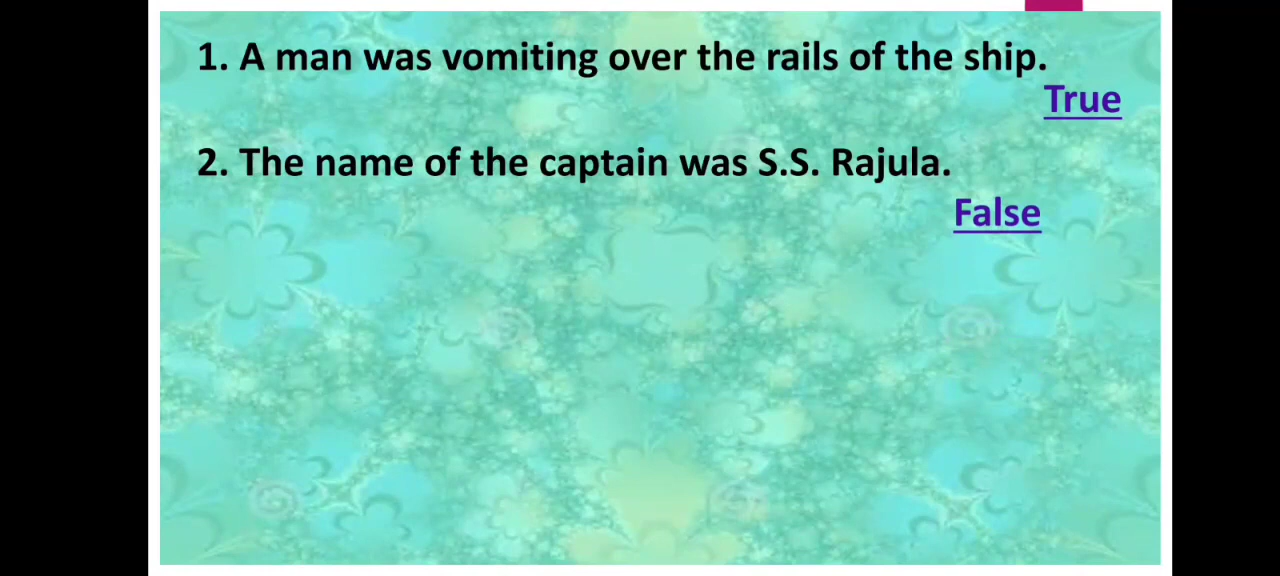 1. A man was vomiting over the rails of the ship.
True
2. The name of the captain was S.S. Rajula.
False